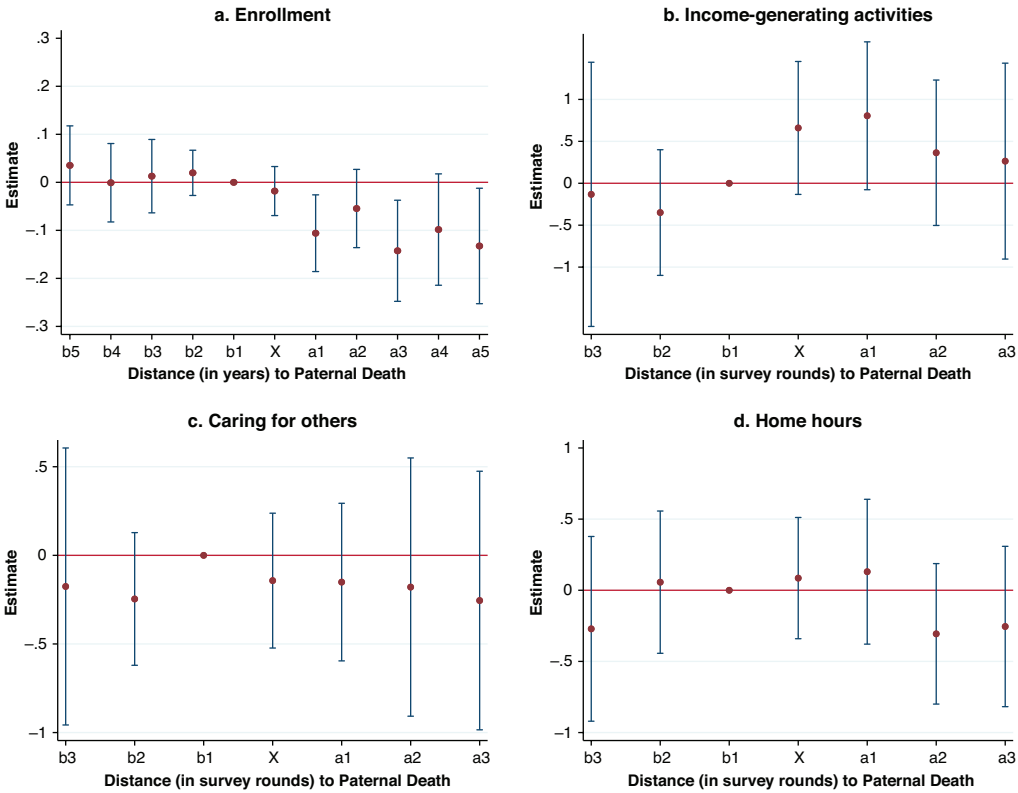 a. Enrollment
.3
.2
.1
0
–.1
–.2
–.3
Estimate
b5 b4 b3 b2 b1 X a1 a2 a3 a4 a5
Distance (in years) to Paternal Death
b. Income-generating activities
1
.5
0
–.5
–1
Estimate
b3 b2 b1 X a1 a2 a3
Distance (in survey rounds) to Paternal Death
c. Caring for others
.5
0
–.5
–1
Estimate
b3 b2 b1 X a1 a2 a3
Distance (in survey rounds) to Paternal Death
d. Home hours
1
.5
0
–.5
–1
Estimate
b3 b2 b1 X a1 a2 a3
Distance (in survey rounds) to Paternal Death